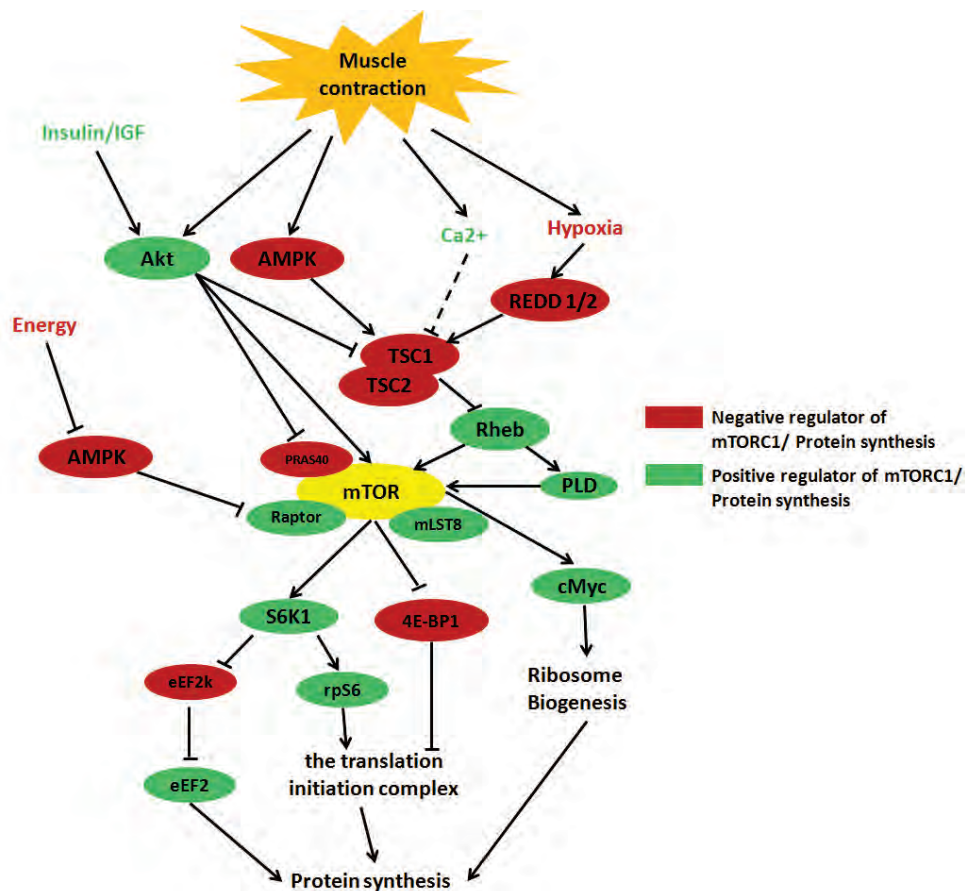 Muscle
contraction
Insulin/IGF
Ca2+
Hypoxia
Akt
AMPK
REDD 1/2
Energy
TSC1
TSC2
Rheb
Negative regulator of
mTORC1/ Protein synthesis
AMPK
PRAS40
mTOR
PLD
Positive regulator of mTORC1/
Protein synthesis
Raptor
mLST8
cMyc
S6K1
4E-BP1
eEF2k
rpS6
Ribosome
Biogenesis
the translation
initiation complex
eEF2
Protein synthesis